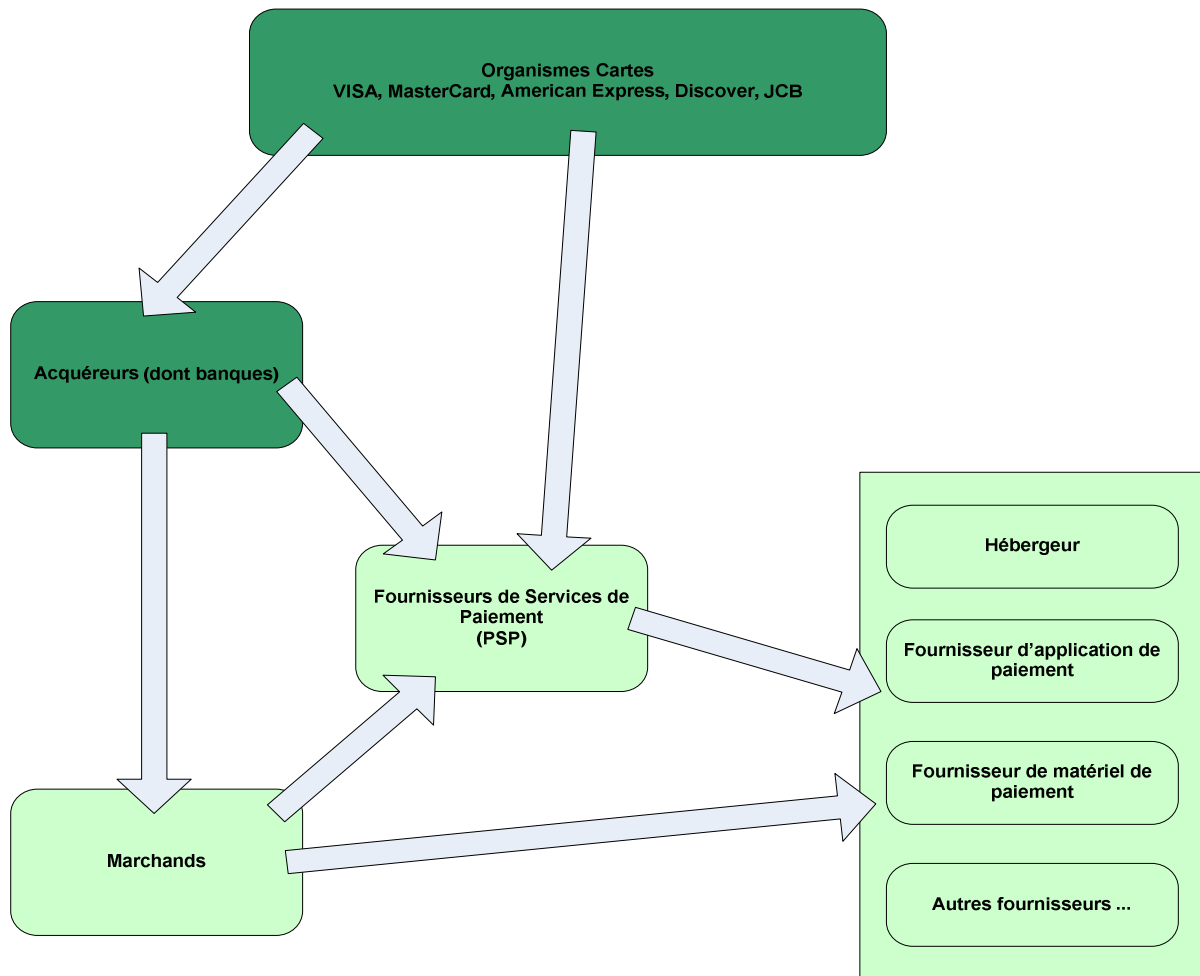 Organismes Cartes
VISA, MasterCard, American Express, Discover, JCB
Acquéreurs (dont banques)
Hébergeur
Fournisseurs de Services de
Paiement
(PSP)
Fournisseur d’application de
paiement
Fournisseur de matériel de
paiement
Marchands
Autres fournisseurs ...